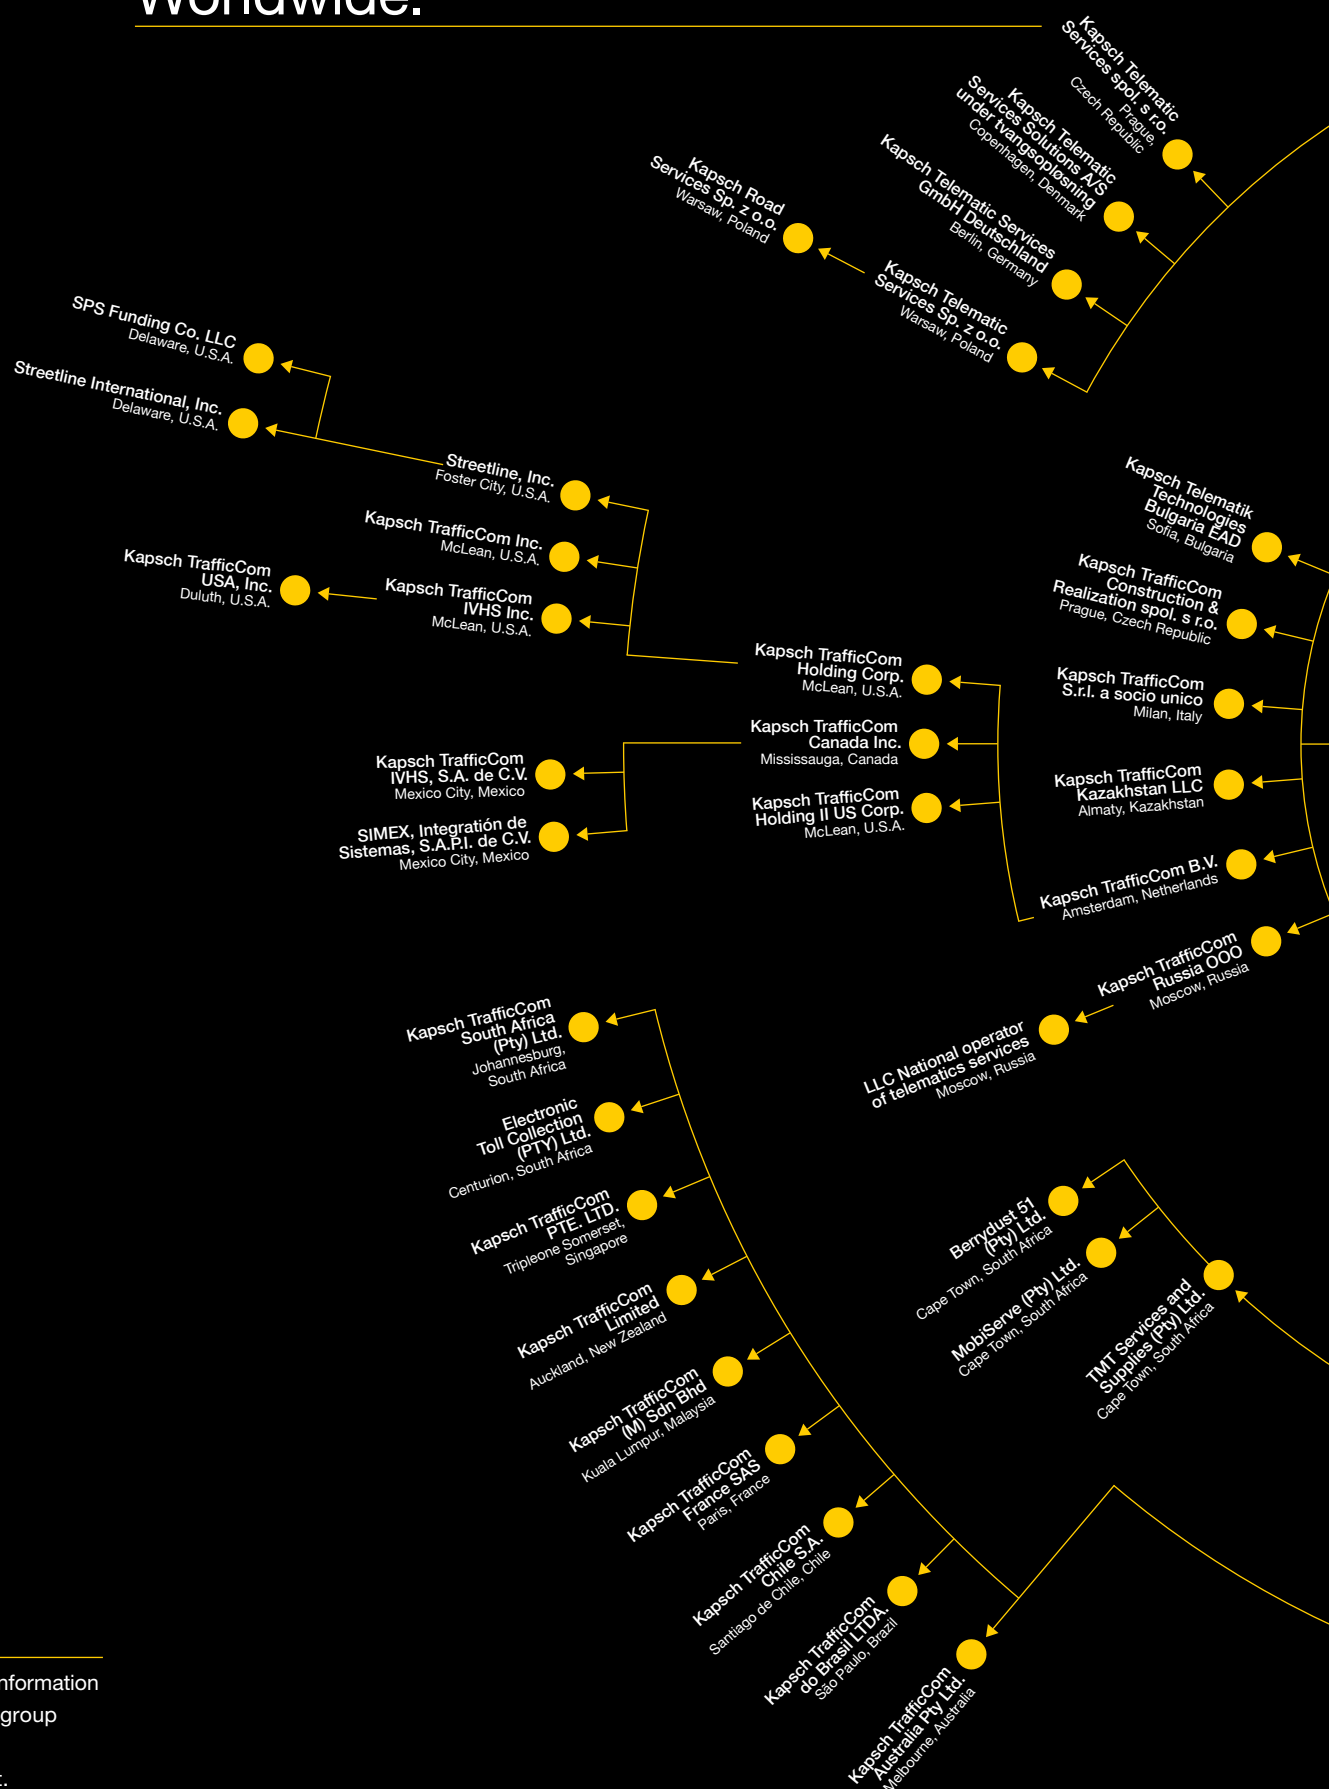 Worldwide.
Kapsch Telematic
Services spol. s r.o.
Prague,
Czech Republic
Kapsch Telematic
Services Solutions A/S
under tvangsopløsning
Copenhagen, Denmark
Kapsch Telematic Services
GmbH Deutschland
Berlin, Germany
Kapsch Telematic
Services Sp. z o.o.
Warsaw, Poland
Kapsch Road
Services Sp. z o.o.
Warsaw, Poland
SPS Funding Co. LLC
Delaware, U.S.A.
Streetline International, Inc.
Delaware, U.S.A.
Streetline, Inc.
Foster City, U.S.A.
Kapsch TrafficCom Inc.
McLean, U.S.A.
Kapsch TrafficCom
IVHS Inc.
McLean, U.S.A.
Kapsch TrafficCom
USA, Inc.
Duluth, U.S.A.
Kapsch TrafficCom
Holding Corp.
McLean, U.S.A.
Kapsch TrafficCom
Canada Inc.
Mississauga, Canada
Kapsch TrafficCom
Holding II US Corp.
McLean, U.S.A.
Kapsch TrafficCom
IVHS, S.A. de C.V.
Mexico City, Mexico
SIMEX, Integratión de
Sistemas, S.A.P.I. de C.V.
Mexico City, Mexico
Kapsch Telematik
Technologies
Bulgaria EAD
Sofia, Bulgaria
Kapsch TrafficCom
Construction &
Realization spol. s r.o.
Prague, Czech Republic
Kapsch TrafficCom
S.r.l. a socio unico
Milan, Italy
Kapsch TrafficCom
Kazakhstan LLC
Almaty, Kazakhstan
Kapsch TrafficCom B.V.
Amsterdam, Netherlands
Kapsch TrafficCom
Russia OOO
Moscow, Russia
LLC National operator
of telematics services
Moscow, Russia
Kapsch TrafficCom
South Africa
(Pty) Ltd.
Johannesburg,
South Africa
Electronic
Toll Collection
(PTY) Ltd.
Centurion, South Africa
Kapsch TrafficCom
PTE. LTD.
Tripleone Somerset,
Singapore
Kapsch TrafficCom
Limited
Auckland, New Zealand
Kapsch TrafficCom
(M) Sdn Bhd
Kuala Lumpur, Malaysia
Kapsch TrafficCom
France SAS
Paris, France
Kapsch TrafficCom
Chile S.A.
Santiago de Chile, Chile
Kapsch TrafficCom
do Brasil LTDA.
São Paulo, Brazil
Kapsch TrafficCom
Australia Pty Ltd.
Melbourne, Australia
Berrydust 51
(Pty) Ltd.
Cape Town, South Africa
MobiServe (Pty) Ltd.
Cape Town, South Africa
TMT Services and
Supplies (Pty) Ltd.
Cape Town, South Africa
nformation
group